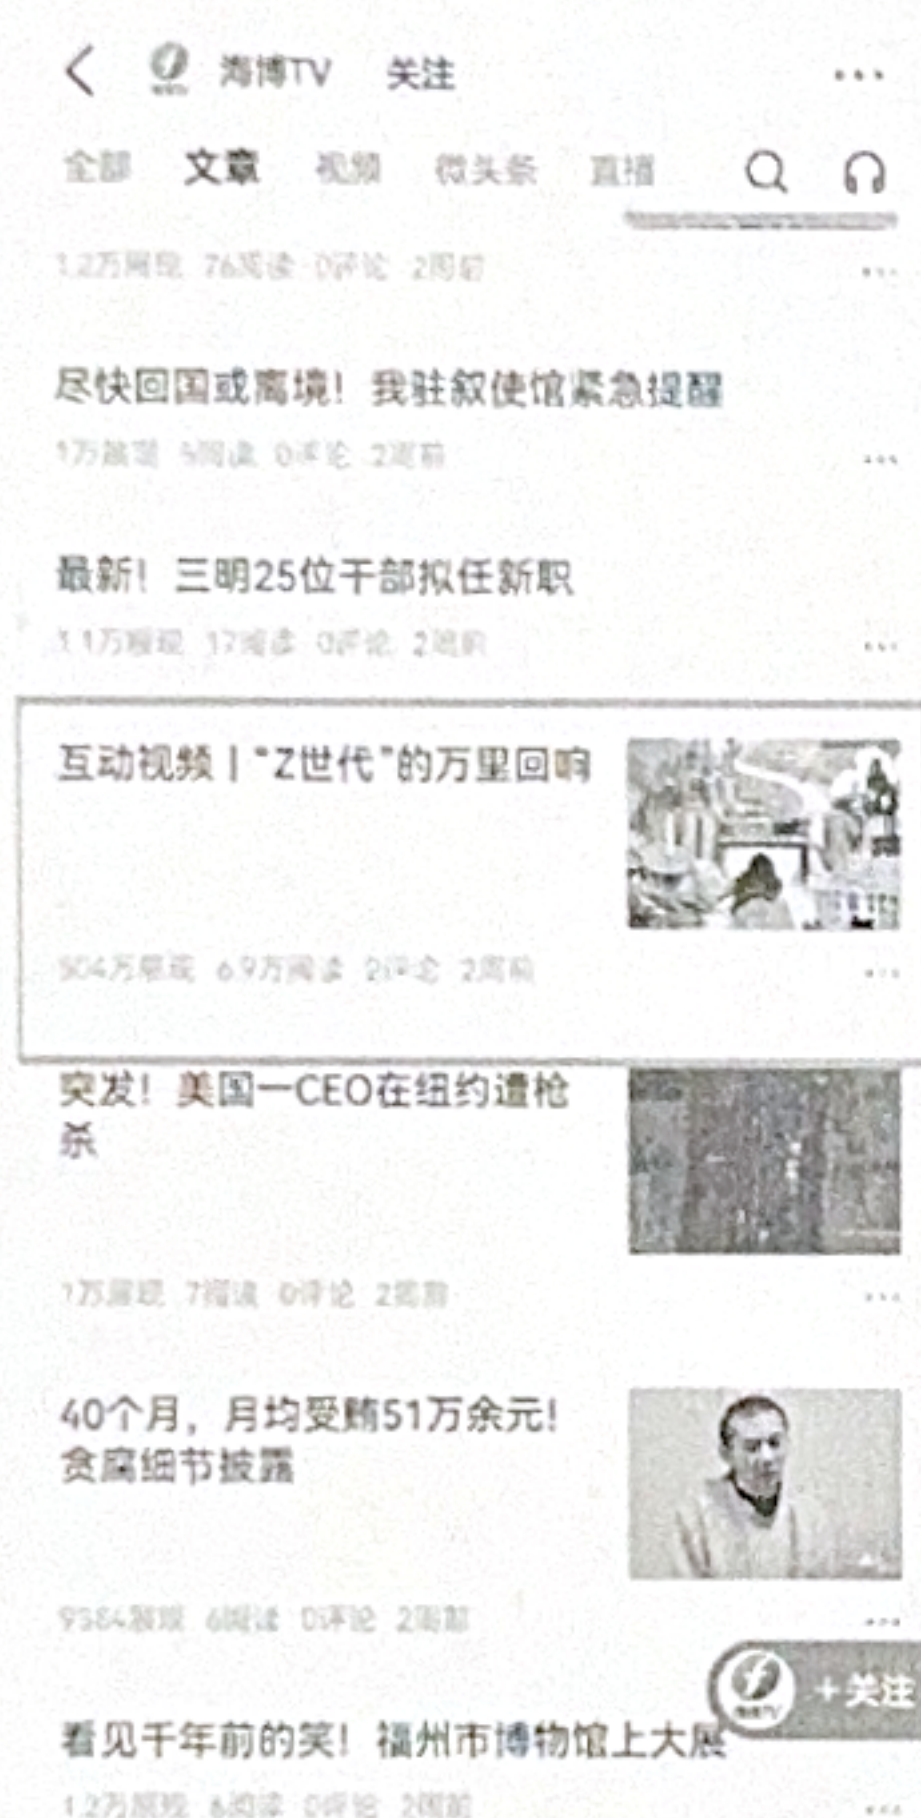 海博TV 关注
全部 文章 视频 微头条 直播
1.2万展现 76阅读 0评论 2周前
尽快回国或离境！我驻叙使馆紧急提醒
1万展现 5阅读 0评论 2周前
最新！三明25位干部拟任新职
17阅读 0评论 2周前
互动视频丨“Z世代”的万里回响
504万展现 6.9万阅读 2评论 2周前
突发！美国一CEO在纽约遭枪
杀
1万展现 7阅读 0评论 2周前
40个月，月均受贿51万余元！
贪腐细节披露
9384展现 6阅读 0评论 2周前
+关注
海博TV
看见千年前的笑！福州市博物馆上大展
1.2万展现 6阅读 0评论 2周前